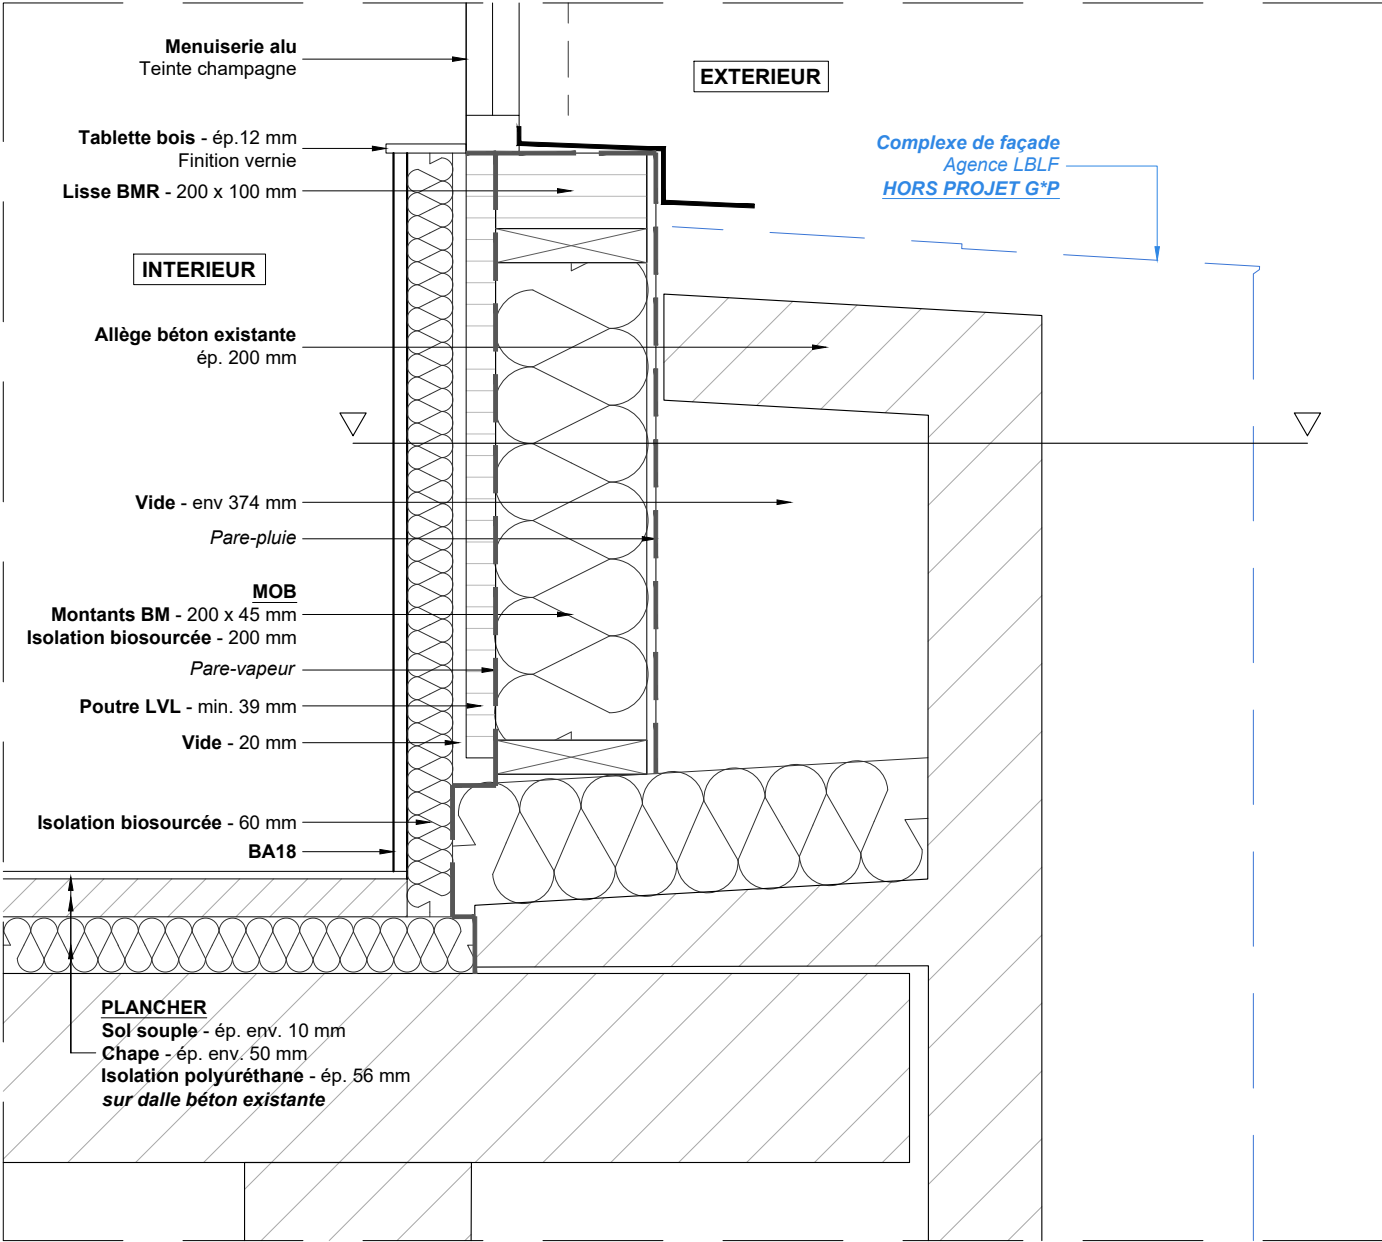 Menuiserie alu
Teinte champagne
EXTERIEUR
Tablette bois - ép.12 mm
Finition vernie
Lisse BMR - 200 x 100 mm
Complexe de façade
Agence LBLF
HORS PROJET G*P
INTERIEUR
Allège béton existante
ép. 200 mm
Vide - env 374 mm
Pare-pluie
MOB
Montants BM - 200 x 45 mm
Isolation biosourcée - 200 mm
Pare-vapeur
Poutre LVL - min. 39 mm
Vide - 20 mm
Isolation biosourcée - 60 mm
BA18
PLANCHER
Sol souple - ép. env. 10 mm
Chape - ép. env. 50 mm
Isolation polyuréthane - ép. 56 mm
sur dalle béton existante